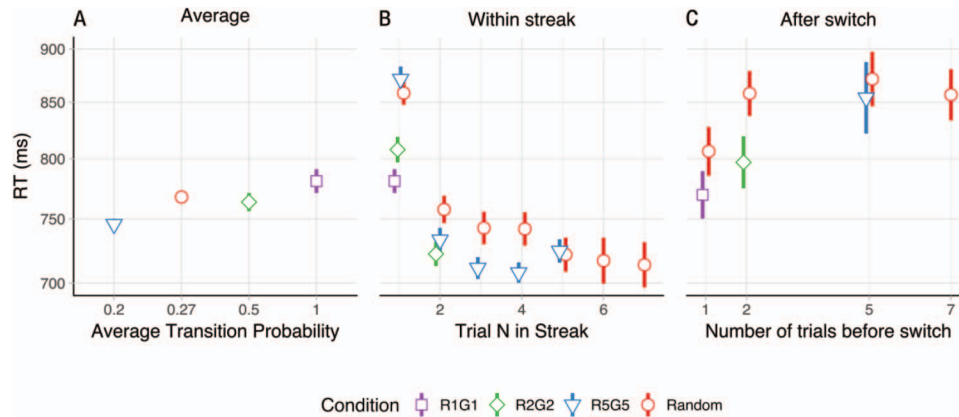 A Average
B Within streak
C After switch
RT (ms)
900
850
800
750
700
0.2 0.27 0.5 1
2 4 6
1 2 5 7
Average Transition Probability
Trial N in Streak
Number of trials before switch
Condition R1G1 R2G2 R5G5 Random